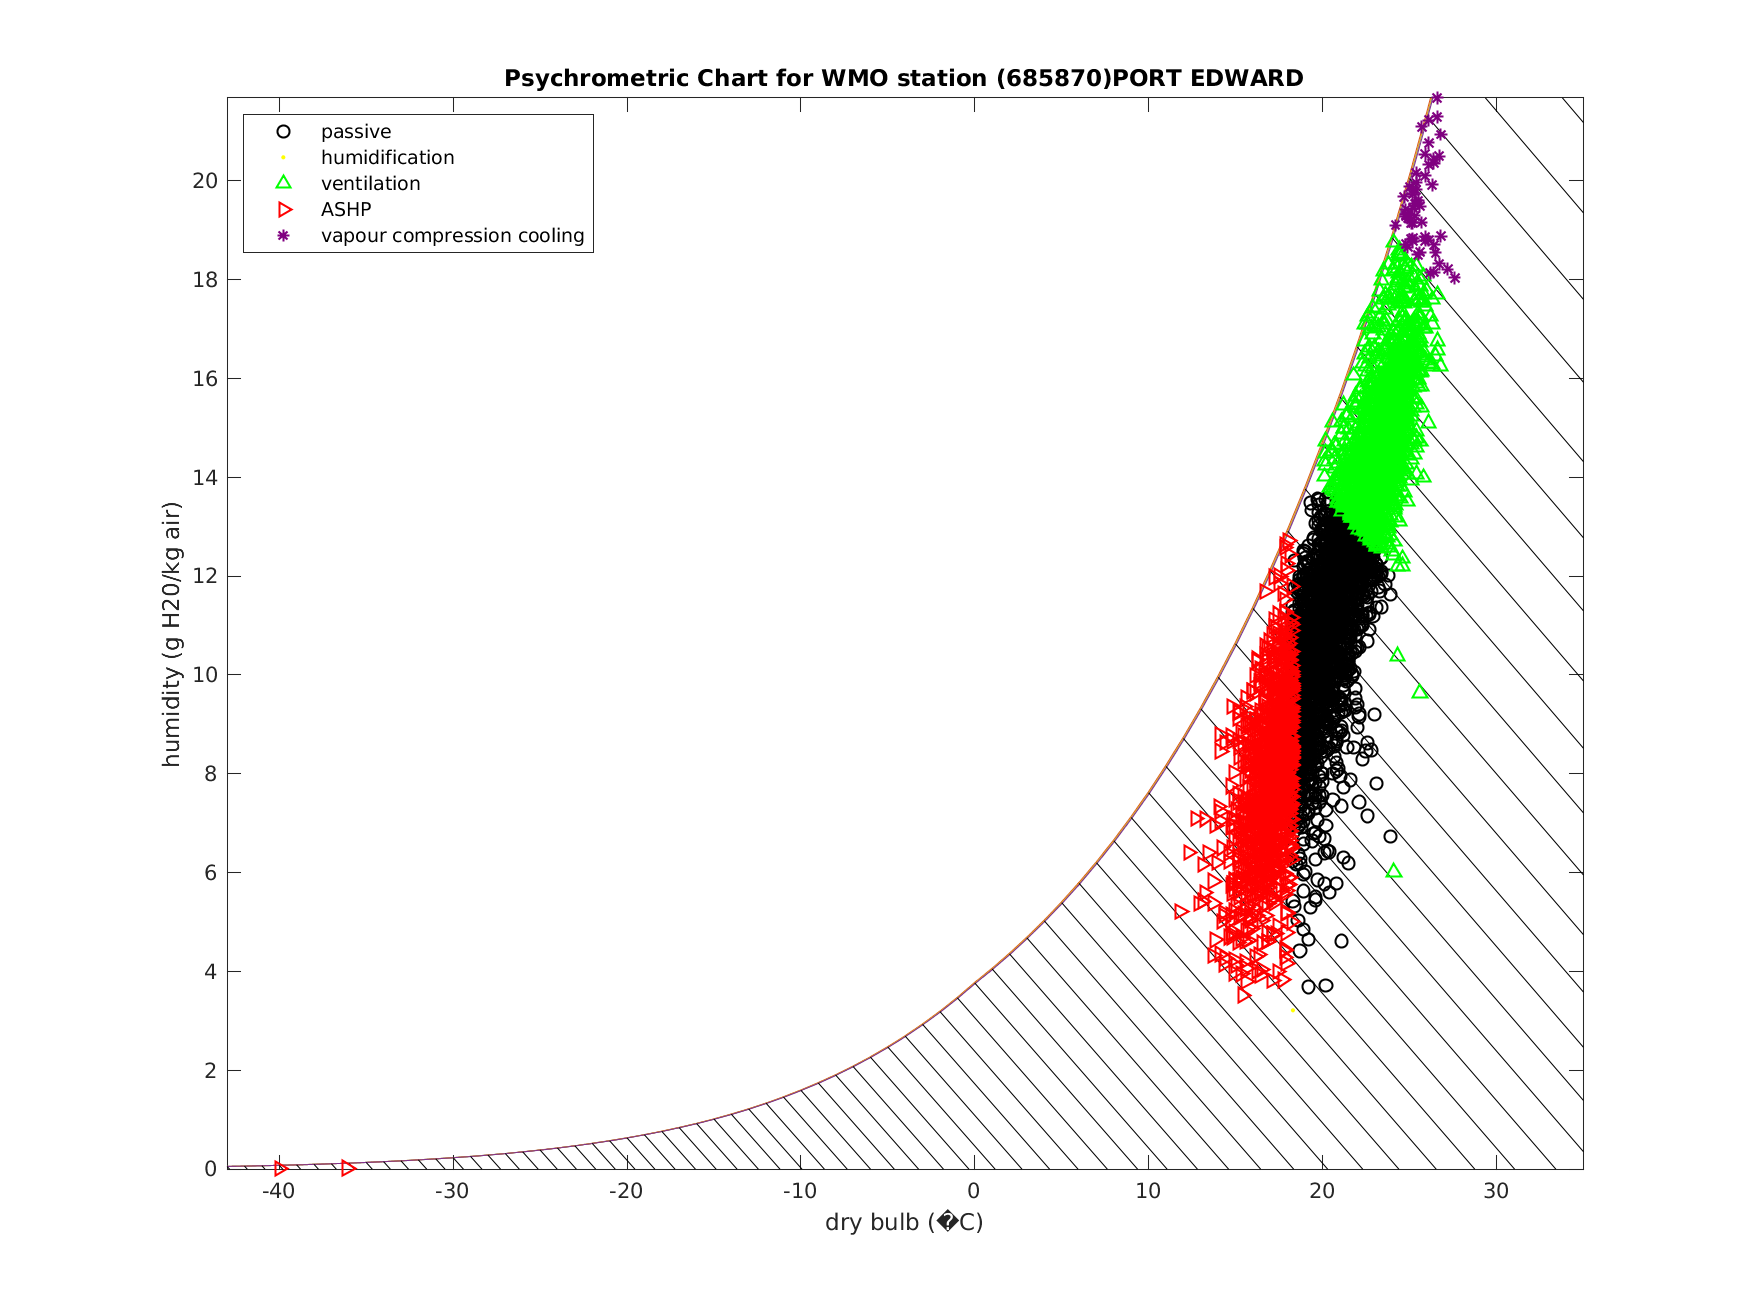 Psychrometric Chart for WMO station (685870)PORT EDWARD
passive
humidification
ventilation
ASHP
vapour compression cooling
humidity (g H20/kg air)
20
18
16
14
12
10
8
6
4
2
0
-40 -30 -20 -10 0 10 20 30
dry bulb (�C)